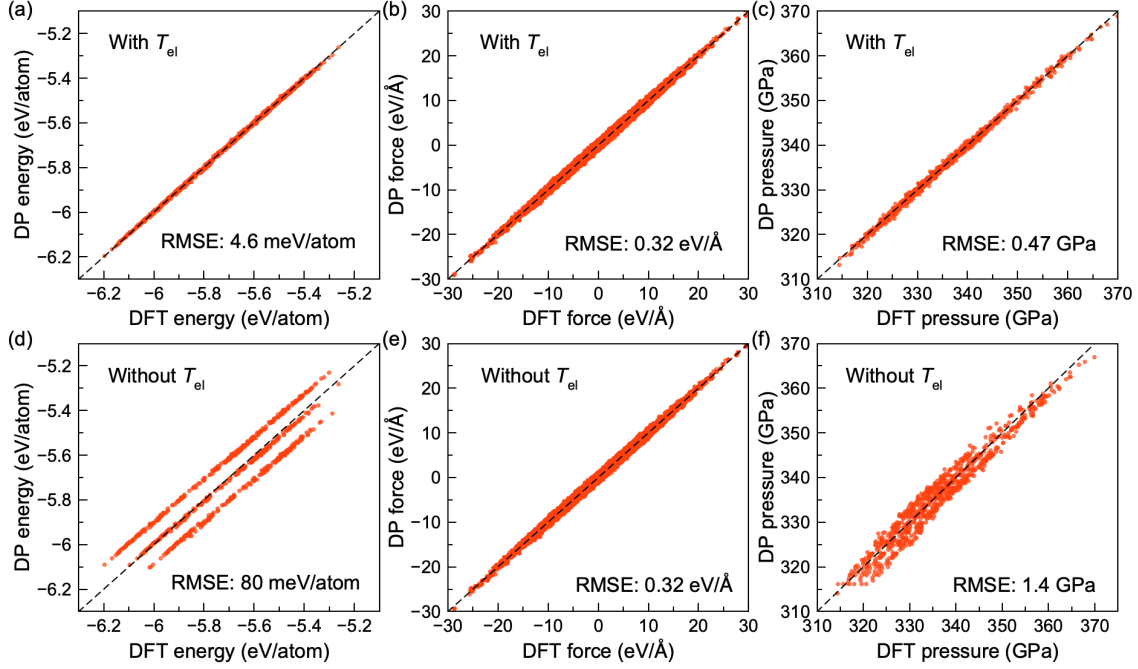 (a)
With Tel
RMSE: 4.6 meV/atom
DP energy (eV/atom)
−5.2
−5.4
−5.6
−5.8
−6
−6.2
−6.2
−6
−5.8
−5.6
−5.4
−5.2
DFT energy (eV/atom)
(b)
With Tel
RMSE: 0.32 eV/Å
DP force (eV/Å)
30
20
10
0
−10
−20
−30
−30
−20
−10
0
10
20
30
DFT force (eV/Å)
(c)
With Tel
RMSE: 0.47 GPa
DP pressure (GPa)
370
360
350
340
330
320
310
310
320
330
340
350
360
370
DFT pressure (GPa)
(d)
Without Tel
RMSE: 80 meV/atom
DP energy (eV/atom)
−5.2
−5.4
−5.6
−5.8
−6
−6.2
−6.2
−6
−5.8
−5.6
−5.4
−5.2
DFT energy (eV/atom)
(e)
Without Tel
RMSE: 0.32 eV/Å
DP force (eV/Å)
30
20
10
0
−10
−20
−30
−30
−20
−10
0
10
20
30
DFT force (eV/Å)
(f)
Without Tel
RMSE: 1.4 GPa
DP pressure (GPa)
370
360
350
340
330
320
310
310
320
330
340
350
360
370
DFT pressure (GPa)